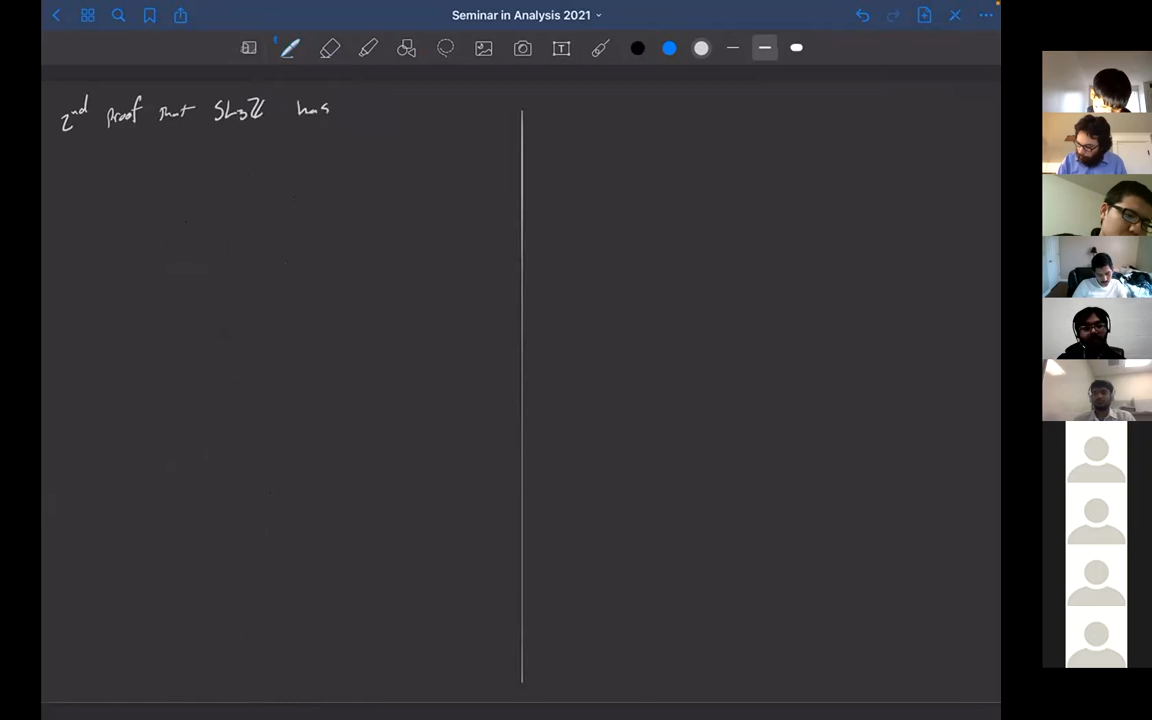 Seminar in Analysis 2021
2nd proof that SL3ℤ has